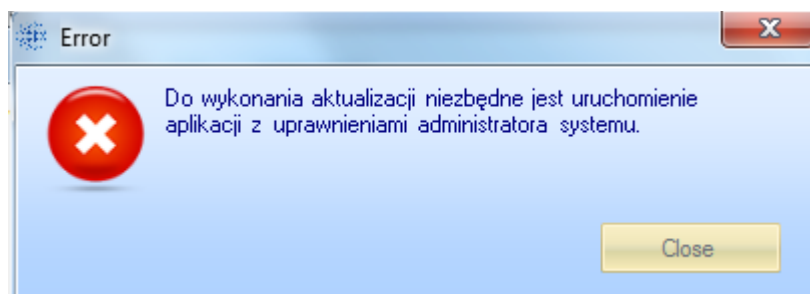 Error
Do wykonania aktualizacji niezbędne jest uruchomienie
aplikacji z uprawnieniami administratora systemu.
Close